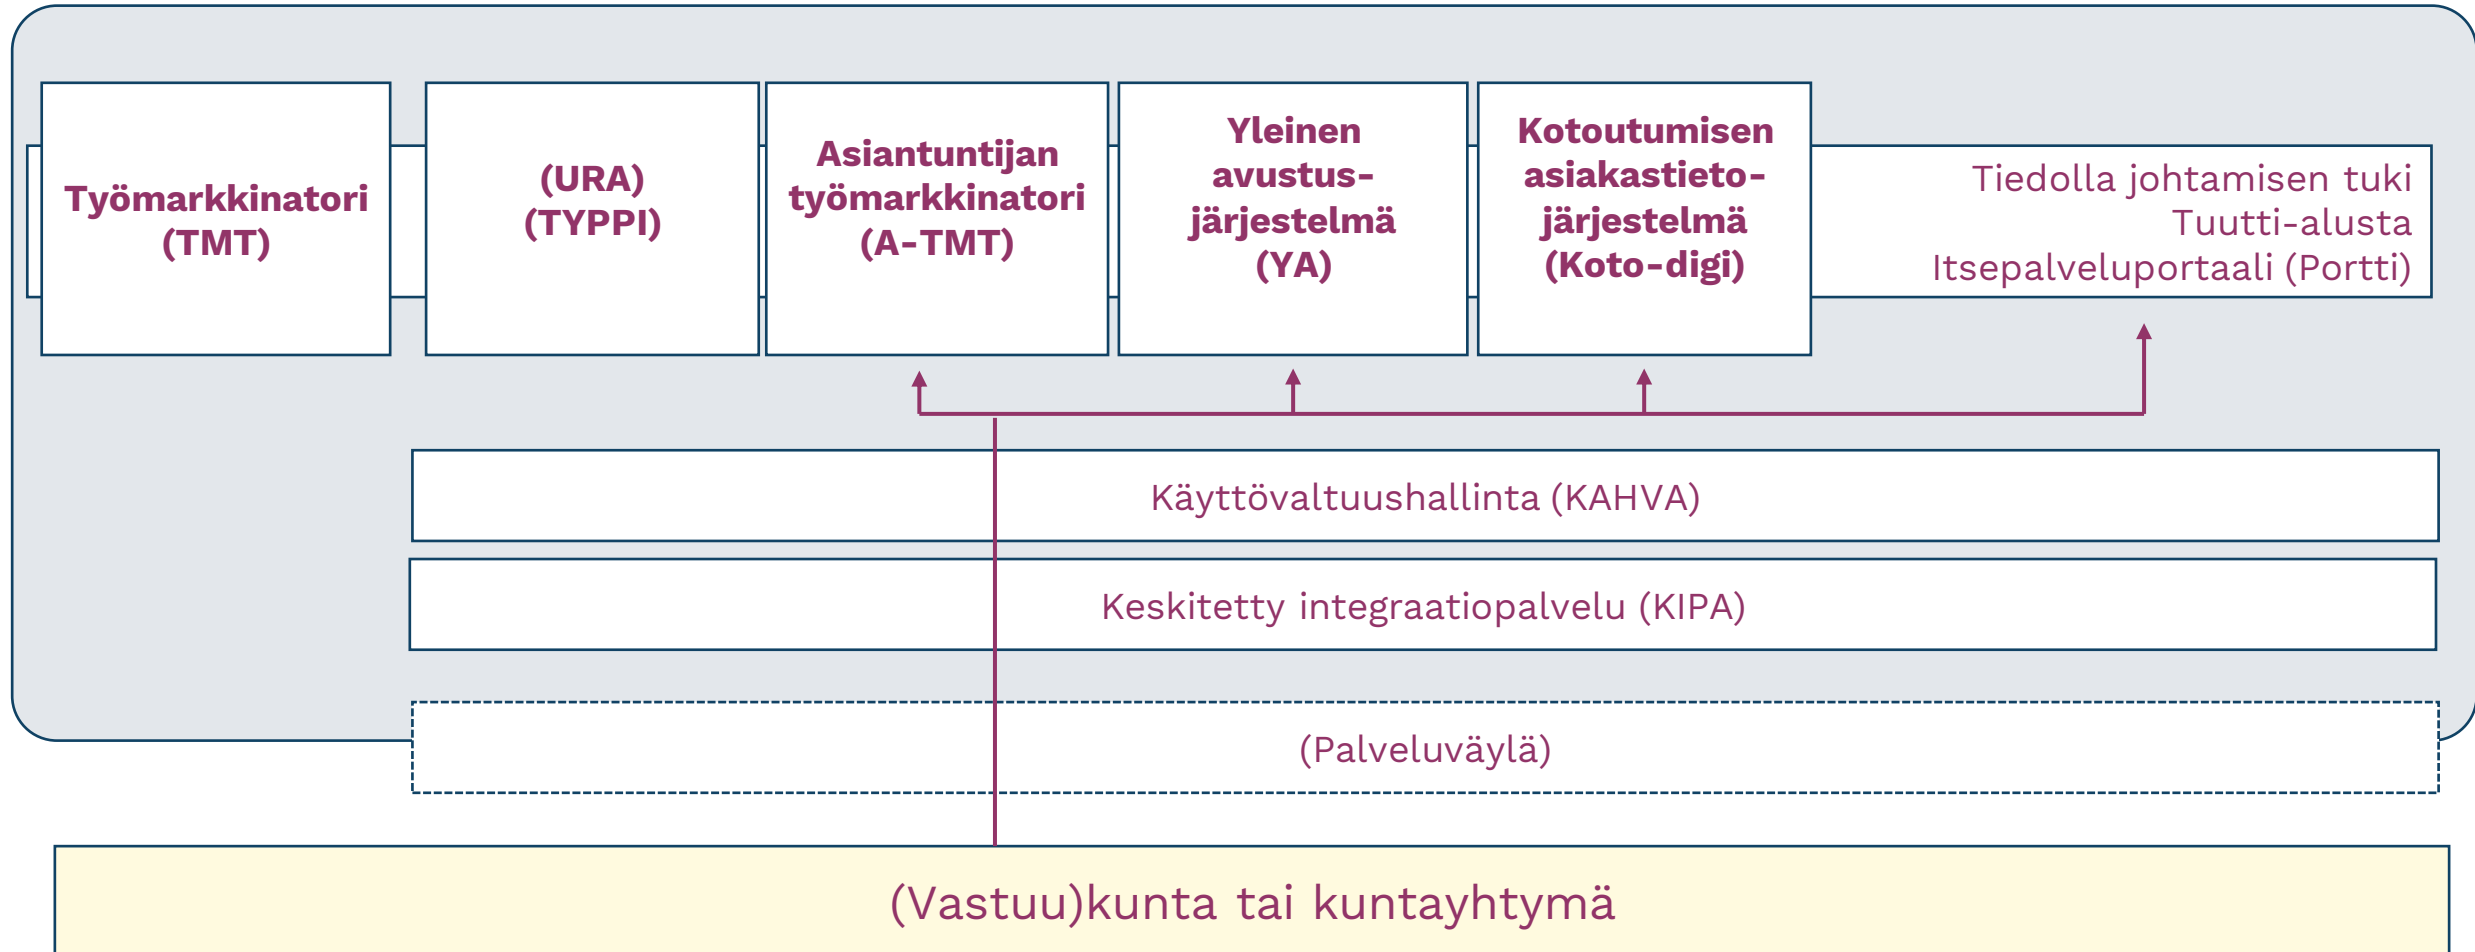 Työmarkkinatori
(TMT)
(URA)
(TYPPI)
Asiantuntijan
työmarkkinatori
(A-TMT)
Yleinen
avustus-
järjestelmä
(YA)
Kotoutumisen
asiakastieto-
järjestelmä
(Koto-digi)
Tiedolla johtamisen tuki
Tuutti-alusta
Itsepalveluportaali (Portti)
Käyttövaltuushallinta (KAHVA)
Keskitetty integraatiopalvelu (KIPA)
(Palveluväylä)
(Vastuu)kunta tai kuntayhtymä